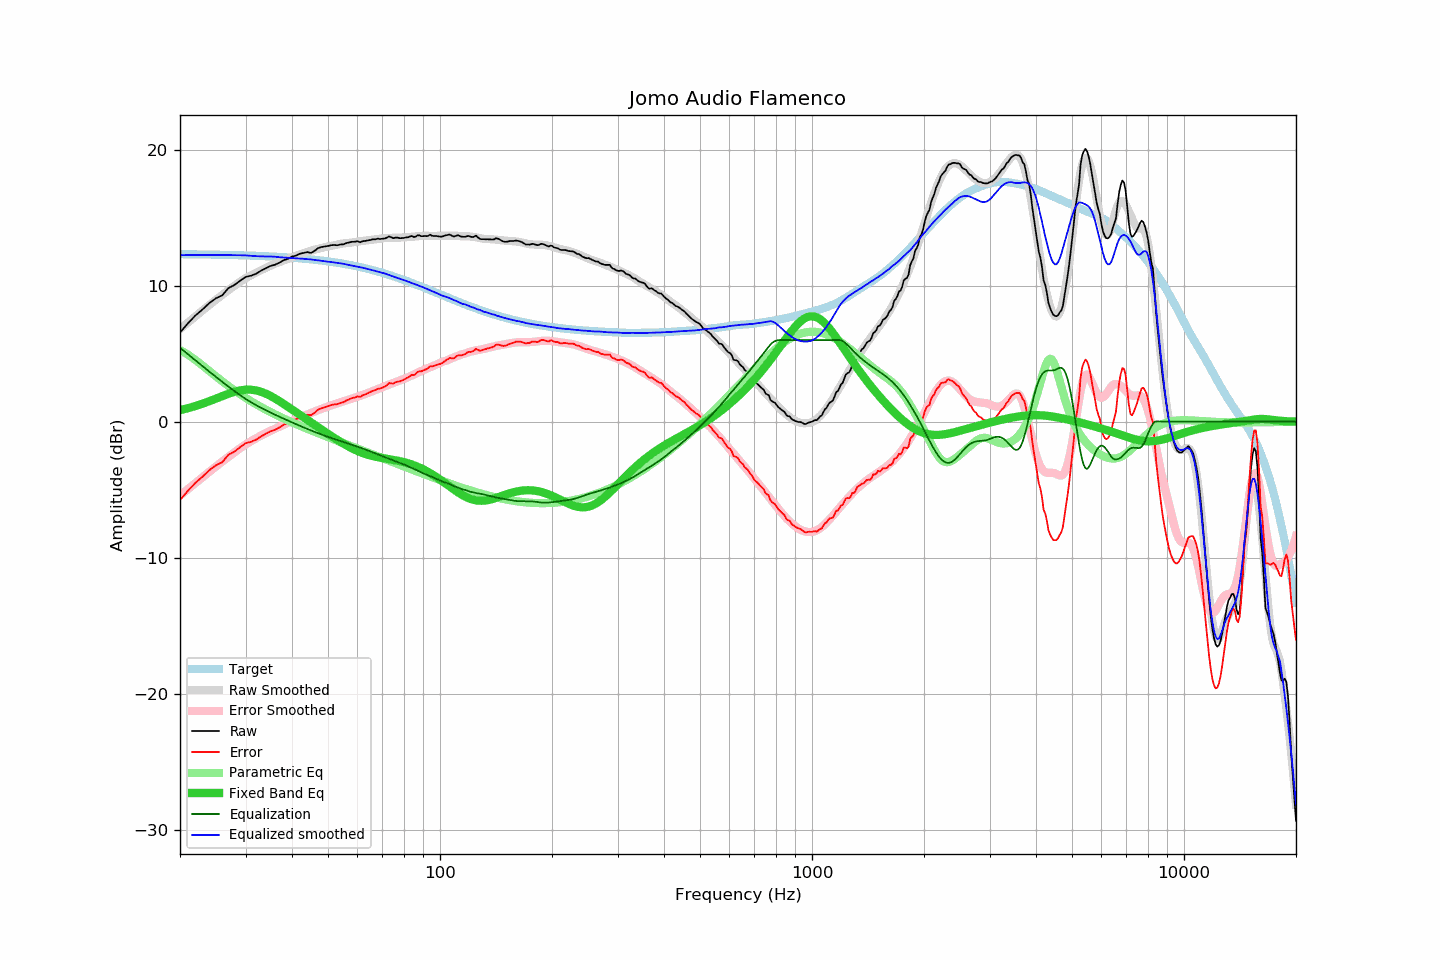 Jomo Audio Flamenco
20
10
0
−10
−20
−30
Amplitude (dBr)
Target
Raw Smoothed
Error Smoothed
Raw
Error
Parametric Eq
Fixed Band Eq
Equalization
Equalized smoothed
100 1000 10000
Frequency (Hz)